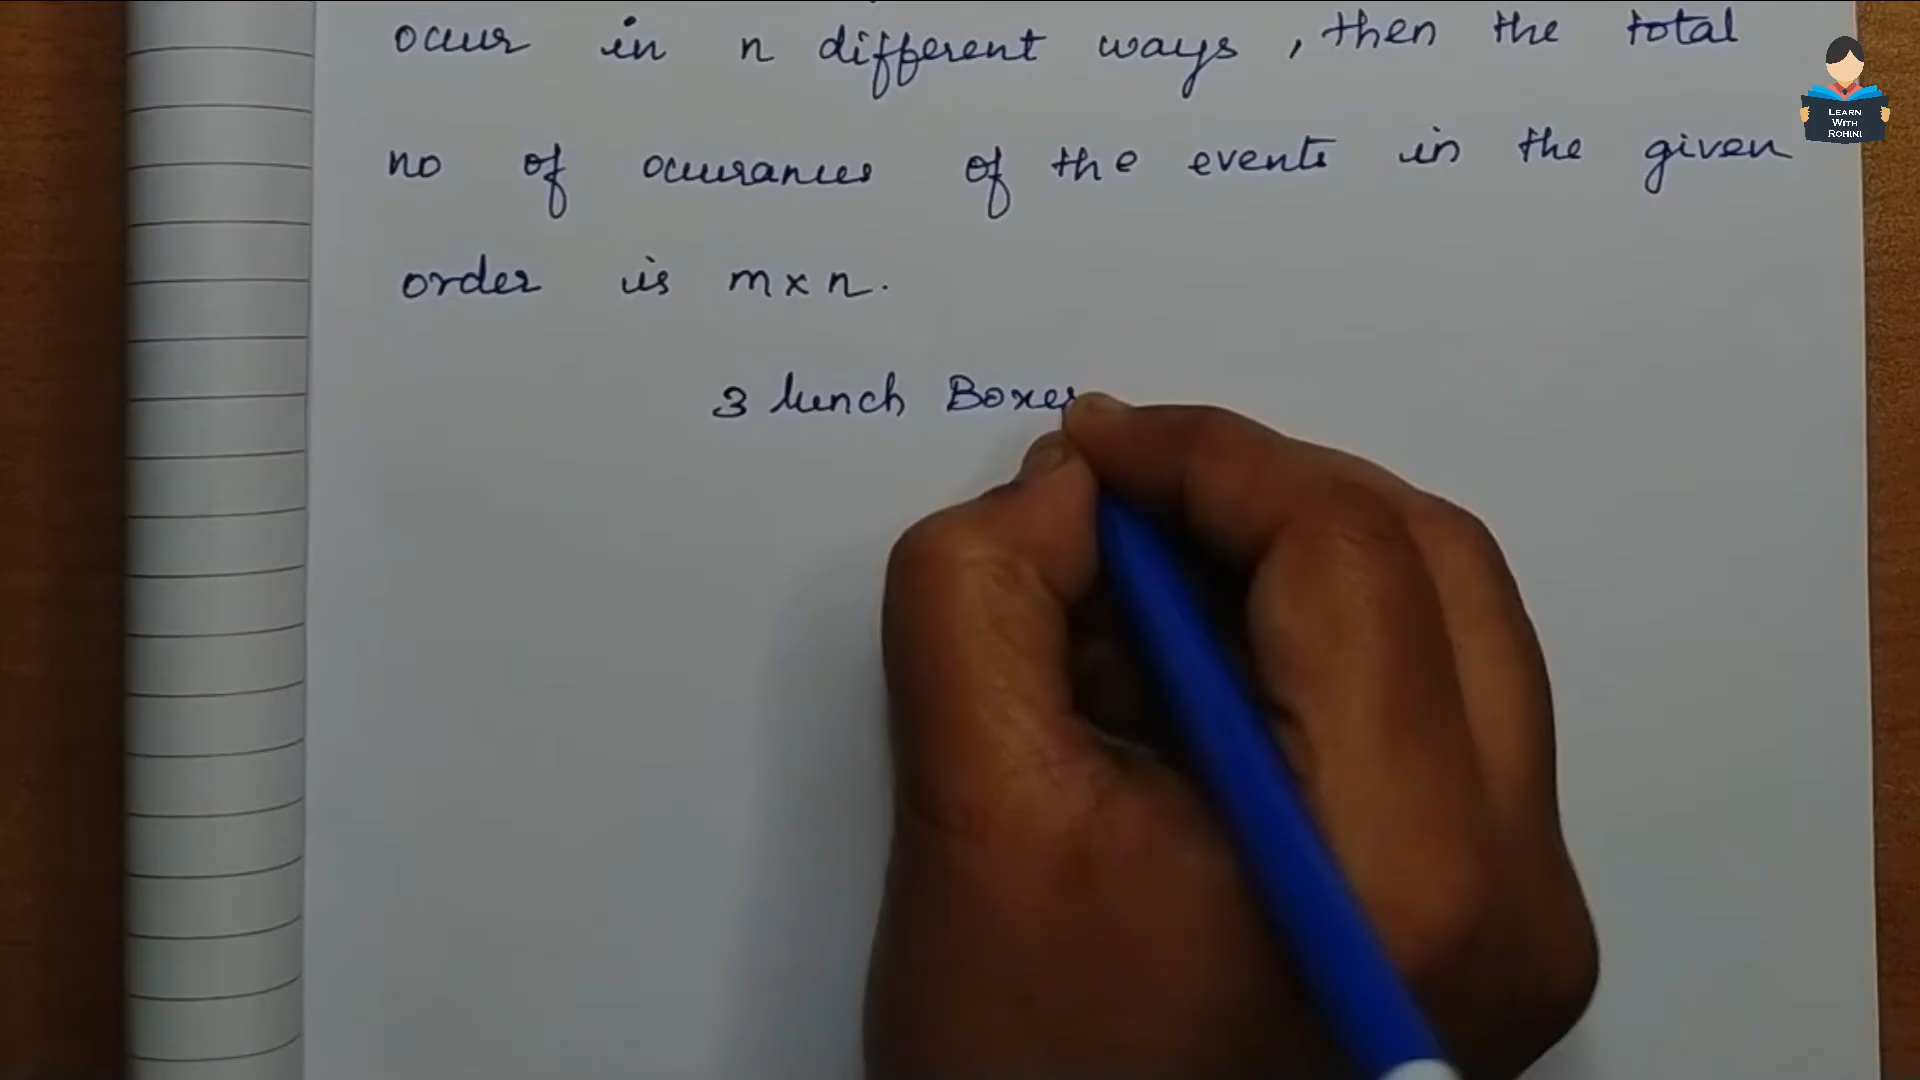 occur in n different ways, then the total
no of ocurances of the events in the given
order is m x n.
3 lunch Boxes
LEARN
WITH
ROHINI